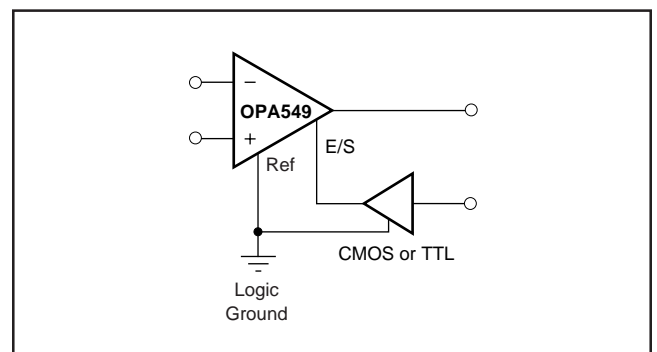 −
OPA549
+
Ref
E/S
CMOS or TTL
Logic
Ground